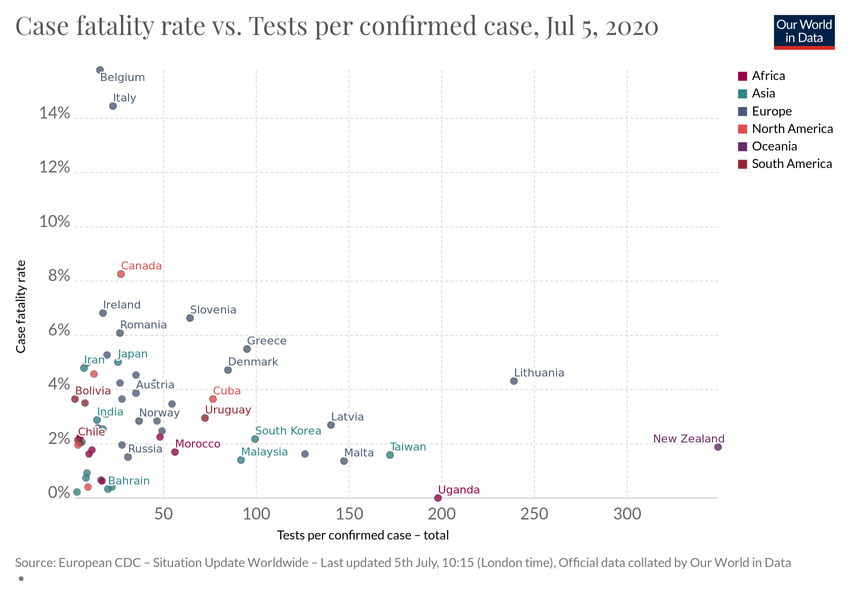 Case fatality rate vs. Tests per confirmed case, Jul 5, 2020
Our World
in Data
Africa
Asia
Europe
North America
Oceania
South America
Case fatality rate
14%
12%
10%
8%
6%
4%
2%
0%
Belgium
Italy
Canada
Ireland
Slovenia
Romania
Greece
Iran
Japan
Denmark
Lithuania
Bolivia
Austria
Cuba
India
Norway
Uruguay
Latvia
Chile
South Korea
New Zealand
Russia
Morocco
Malaysia
Malta
Taiwan
Bahrain
Uganda
50
100
150
200
250
300
Tests per confirmed case – total
Source: European CDC – Situation Update Worldwide – Last updated 5th July, 10:15 (London time), Official data collated by Our World in Data